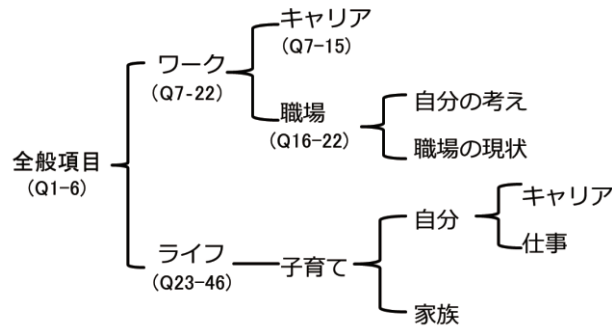 全般項目
(Q1-6)
ワーク
(Q7-22)
キャリア
(Q7-15)
職場
(Q16-22)
自分の考え
職場の現状
ライフ
(Q23-46)
子育て
自分
キャリア
仕事
家族